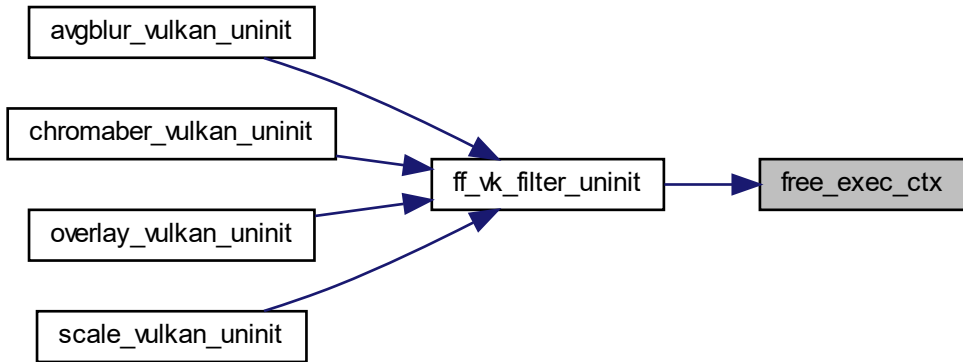 avgblur_vulkan_uninit
chromaber_vulkan_uninit
ff_vk_filter_uninit
free_exec_ctx
overlay_vulkan_uninit
scale_vulkan_uninit